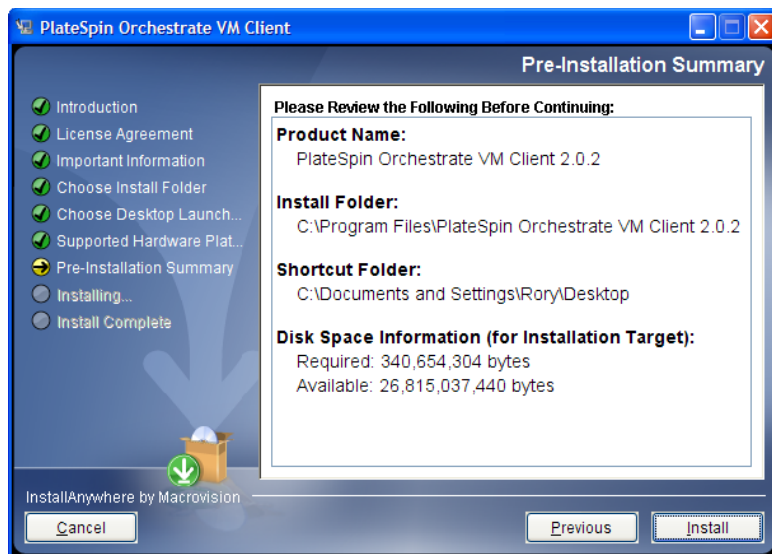 PlateSpin Orchestrate VM Client
Pre-Installation Summary
Introduction
License Agreement
Important Information
Choose Install Folder
Choose Desktop Launch...
Supported Hardware Plat...
Pre-Installation Summary
Installing...
Install Complete
Please Review the Following Before Continuing:
Product Name:
PlateSpin Orchestrate VM Client 2.0.2
Install Folder:
C:\Program Files\PlateSpin Orchestrate VM Client 2.0.2
Shortcut Folder:
C:\Documents and Settings\Rory\Desktop
Disk Space Information (for Installation Target):
Required: 340,654,304 bytes
Available: 26,815,037,440 bytes
InstallAnywhere by Macrovision
Cancel
Previous
Install